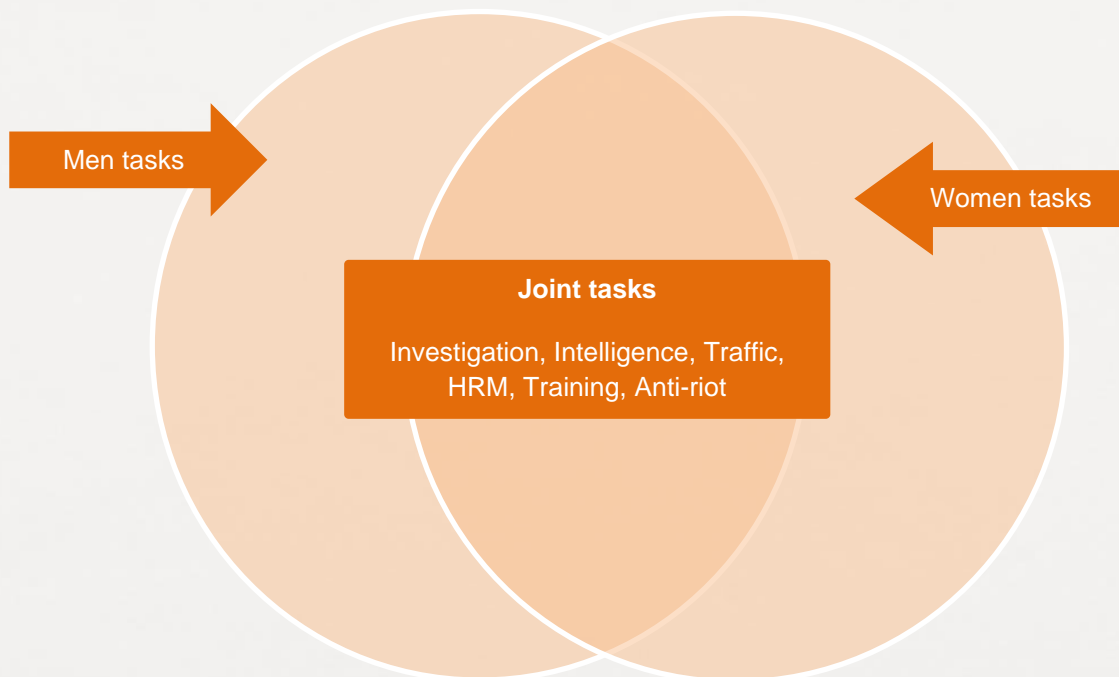 Men tasks
Women tasks
Joint tasks
Investigation, Intelligence, Traffic,
HRM, Training, Anti-riot